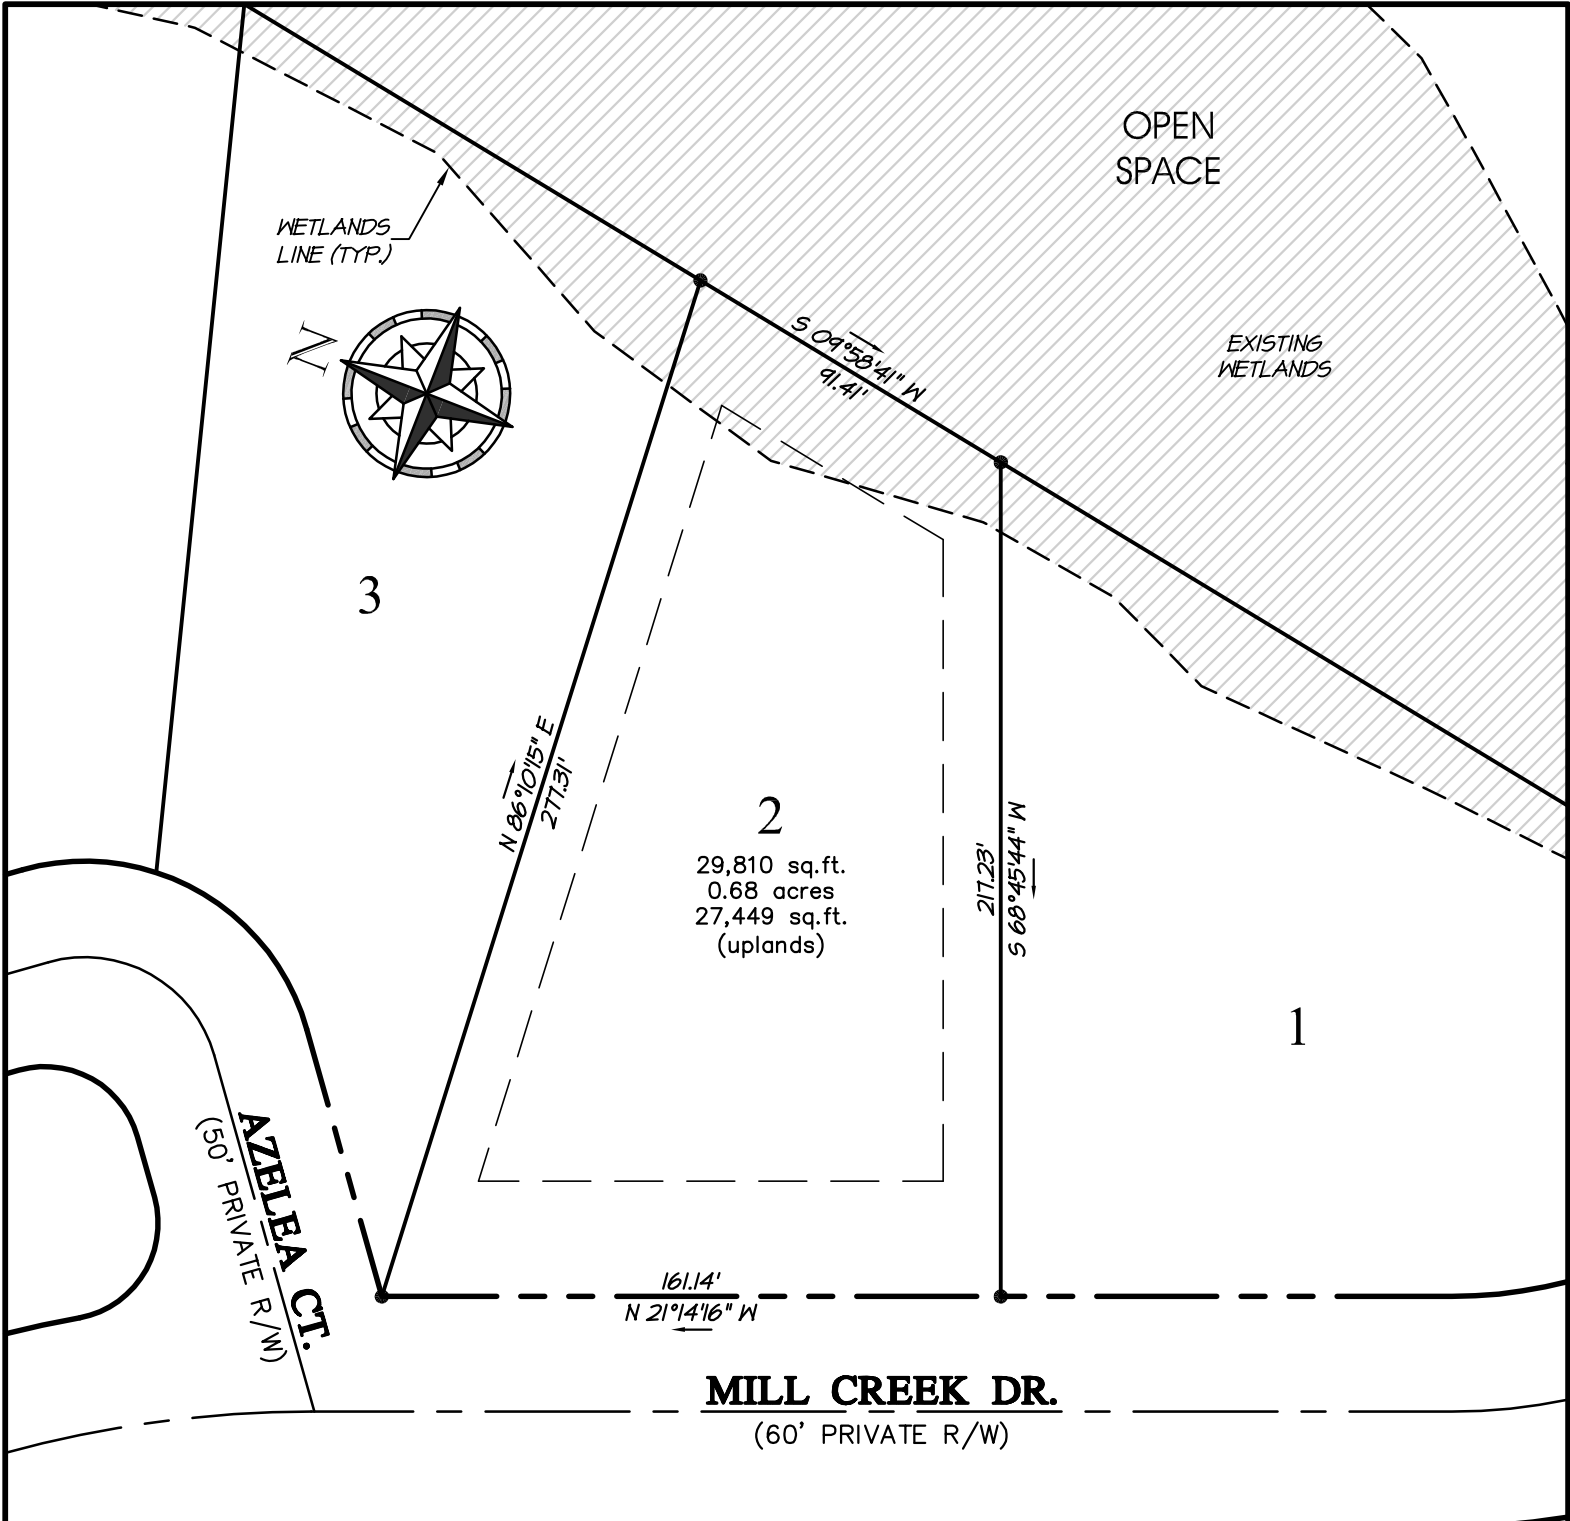 OPEN
SPACE
WETLANDS
LINE (TYP.)
N
S 09°58'41" W
91.41'
EXISTING
WETLANDS
3
N 86°10'15" E
277.31'
2
29,810 sq.ft.
0.68 acres
27,449 sq.ft.
(uplands)
217.23'
S 68°45'44" W
1
AZELEA CT.
(50' PRIVATE R/W)
161.14'
N 21°14'16" W
MILL CREEK DR.
(60' PRIVATE R/W)